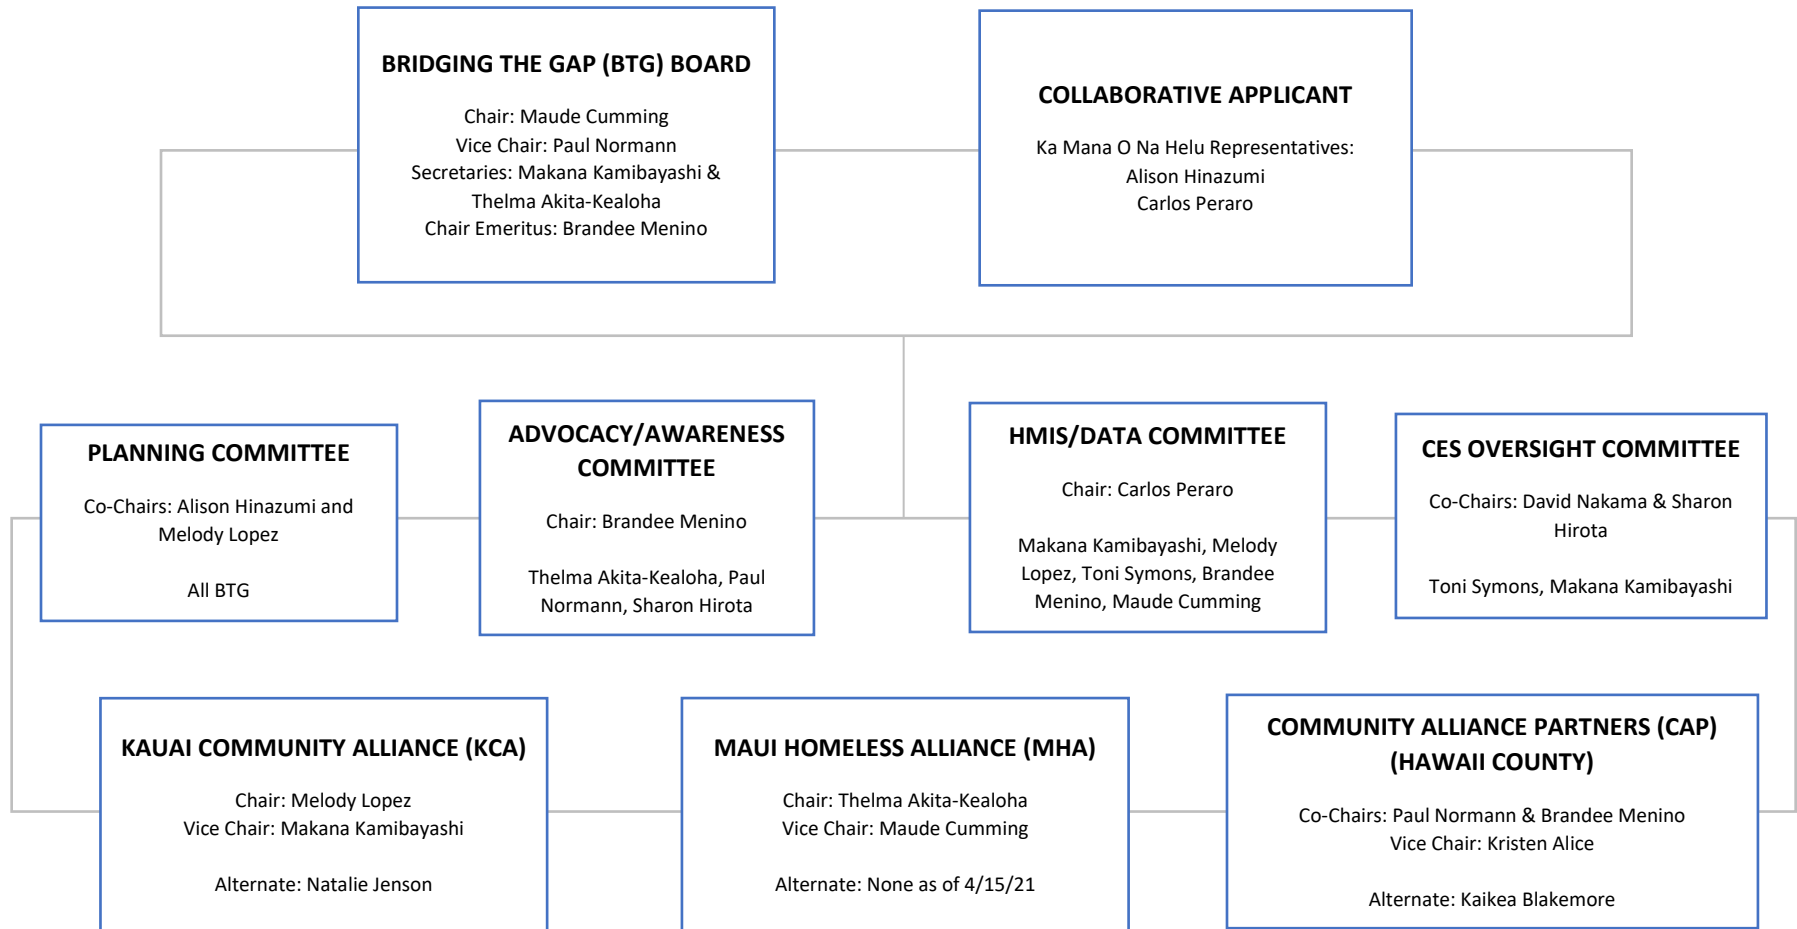 BRIDGING THE GAP (BTG) BOARD
Chair: Maude Cumming
Vice Chair: Paul Normann
Secretaries: Makana Kamibayashi &
Thelma Akita-Kealoha
Chair Emeritus: Brandee Menino
COLLABORATIVE APPLICANT
Ka Mana O Na Helu Representatives:
Alison Hinazumi
Carlos Peraro
PLANNING COMMITTEE
Co-Chairs: Alison Hinazumi and
Melody Lopez
All BTG
ADVOCACY/AWARENESS
COMMITTEE
Chair: Brandee Menino
Thelma Akita-Kealoha, Paul
Normann, Sharon Hirota
HMIS/DATA COMMITTEE
Chair: Carlos Peraro
Makana Kamibayashi, Melody
Lopez, Toni Symons, Brandee
Menino, Maude Cumming
CES OVERSIGHT COMMITTEE
Co-Chairs: David Nakama & Sharon
Hirota
Toni Symons, Makana Kamibayashi
KAUAI COMMUNITY ALLIANCE (KCA)
Chair: Melody Lopez
Vice Chair: Makana Kamibayashi
Alternate: Natalie Jenson
MAUI HOMELESS ALLIANCE (MHA)
Chair: Thelma Akita-Kealoha
Vice Chair: Maude Cumming
Alternate: None as of 4/15/21
COMMUNITY ALLIANCE PARTNERS (CAP)
(HAWAII COUNTY)
Co-Chairs: Paul Normann & Brandee Menino
Vice Chair: Kristen Alice
Alternate: Kaikea Blakemore